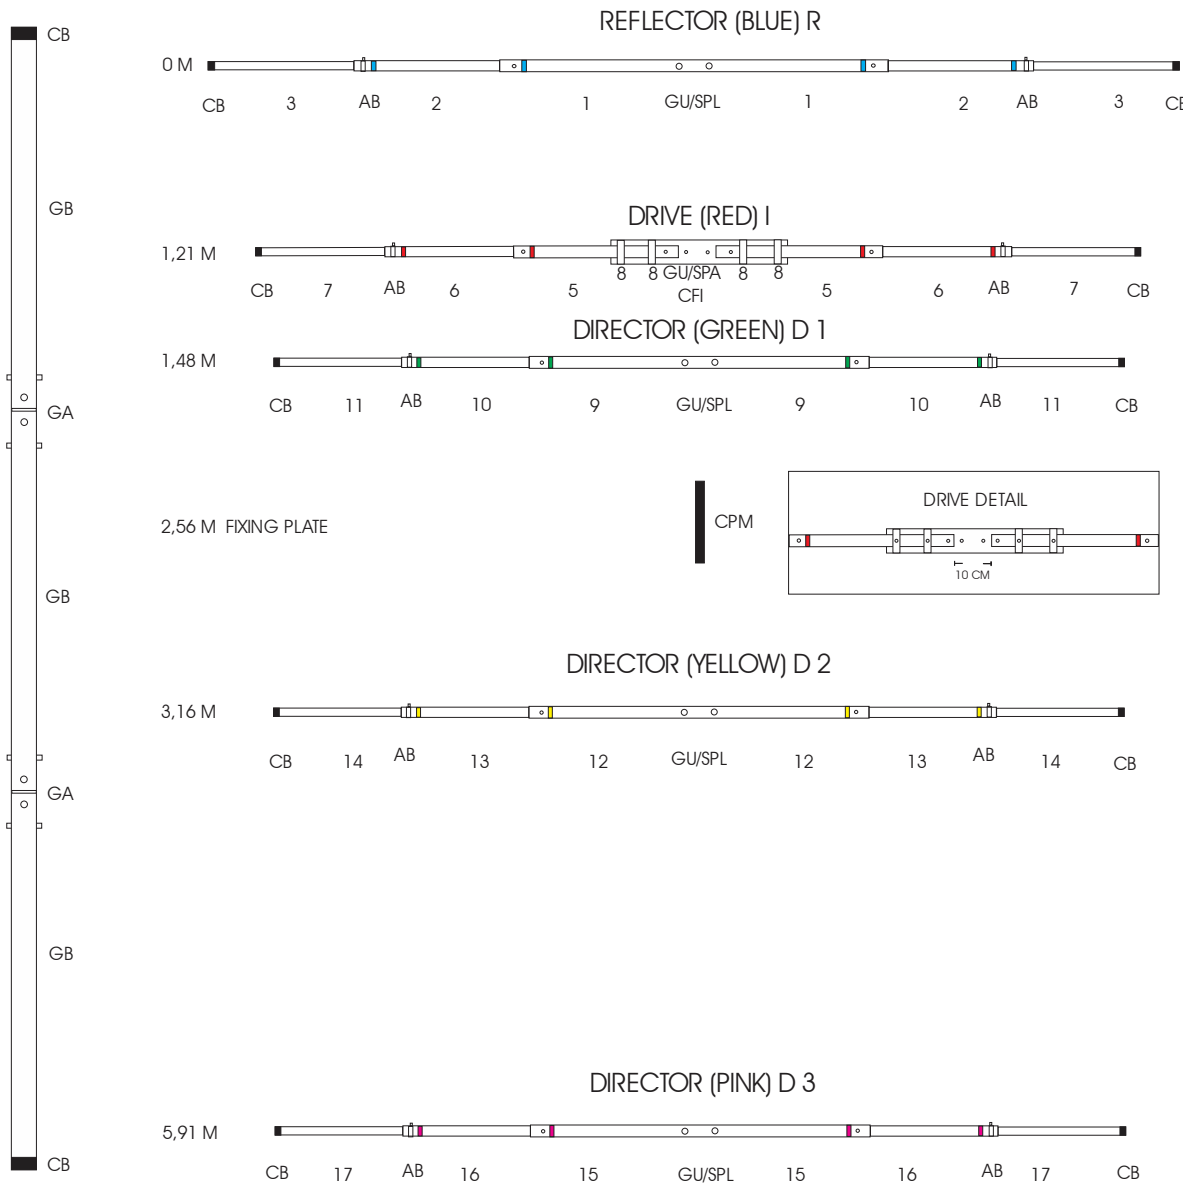 CB
REFLECTOR (BLUE) R
0 M
CB 3 AB 2 1 GU/SPL 1 2 AB 3 CB
GB
DRIVE (RED) I
1,21 M
8 8 GU/SPA 8 8
CB 7 AB 6 5 CFI 5 6 AB 7 CB
DIRECTOR (GREEN) D 1
1,48 M
CB 11 AB 10 9 GU/SPL 9 10 AB 11 CB
GA
2,56 M FIXING PLATE
CPM
DRIVE DETAIL
10 CM
GB
DIRECTOR (YELLOW) D 2
3,16 M
CB 14 AB 13 12 GU/SPL 12 13 AB 14 CB
GA
GB
DIRECTOR (PINK) D 3
5,91 M
CB
CB 17 AB 16 15 GU/SPL 15 16 AB 17 CB